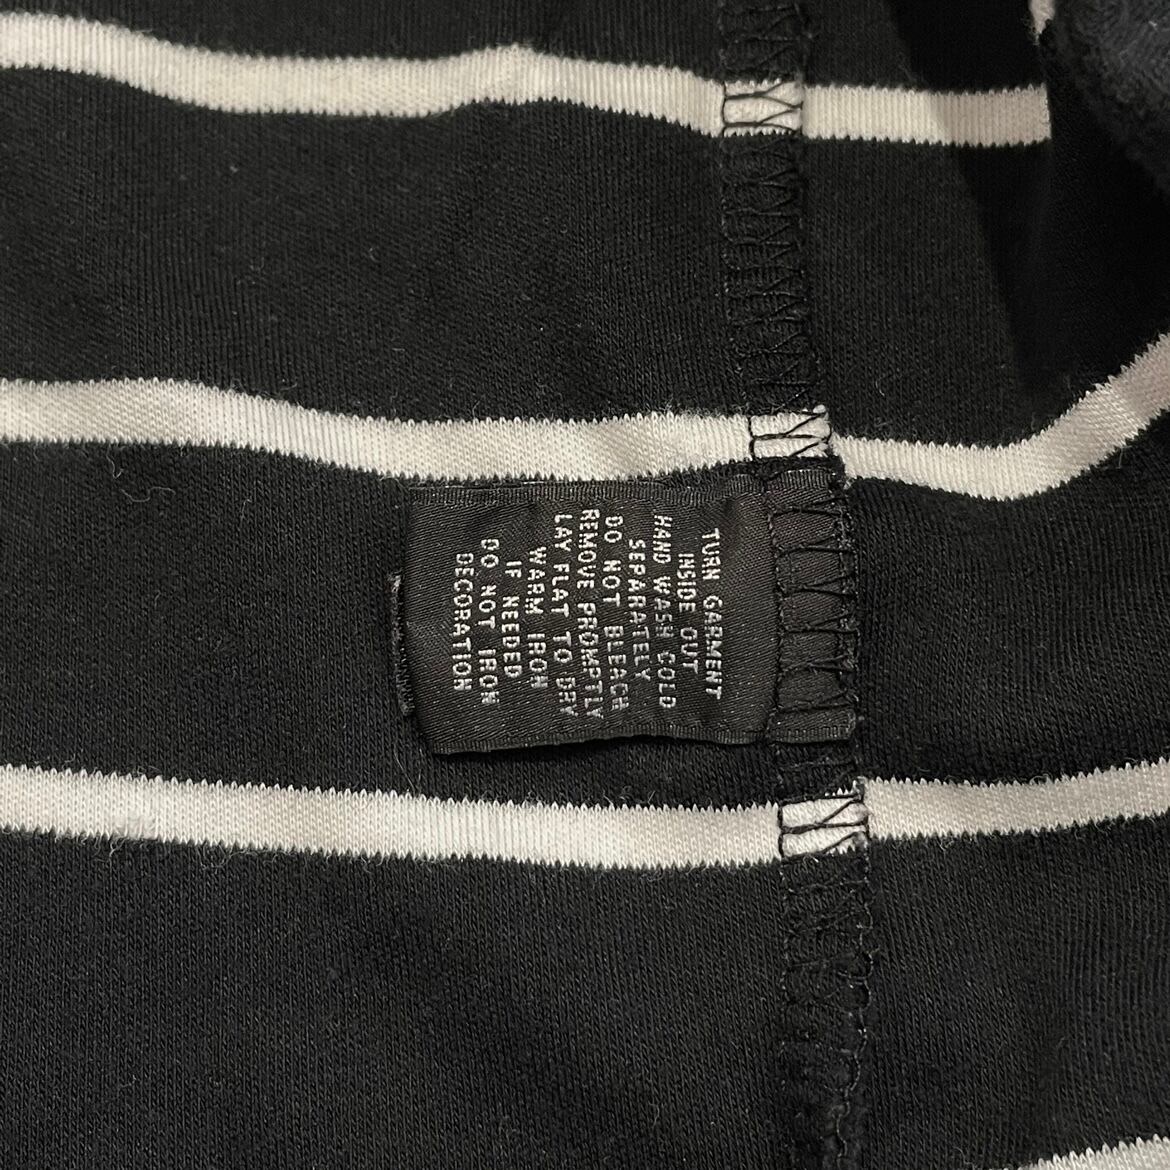 TURN GARMENT
INSIDE OUT
HAND WASH COLD
SEPARATELY
DO NOT BLEACH
REMOVE PROMPTLY
LAY FLAT TO DRY
WARM IRON
IF NEEDED
DO NOT IRON
DECORATION